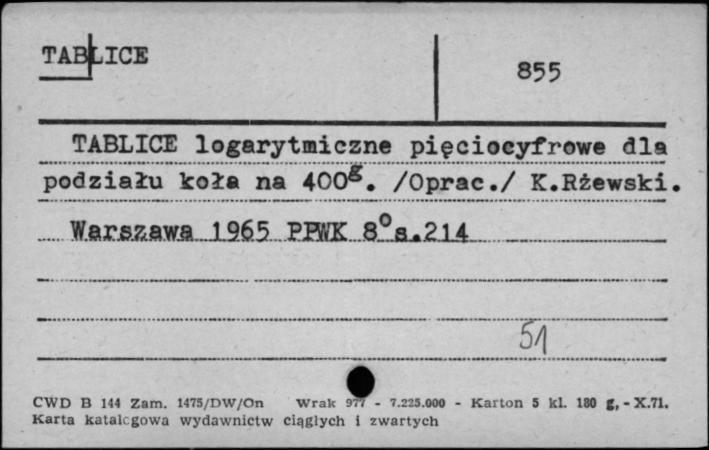 TABLICE
855
TABLICE logarytmiczne pięciocyfrowe dla
podziału koła na 400g. /Oprac./ K.Rżewski.
Warszawa 1965 PPWK 8° s.214
51
CWD B 144 Zam. 1475/DW/On Wrak 977 - 7.225.000 - Karton 5 kl. 180 g, - X.71.
Karta katalogowa wydawnictw ciągłych i zwartych